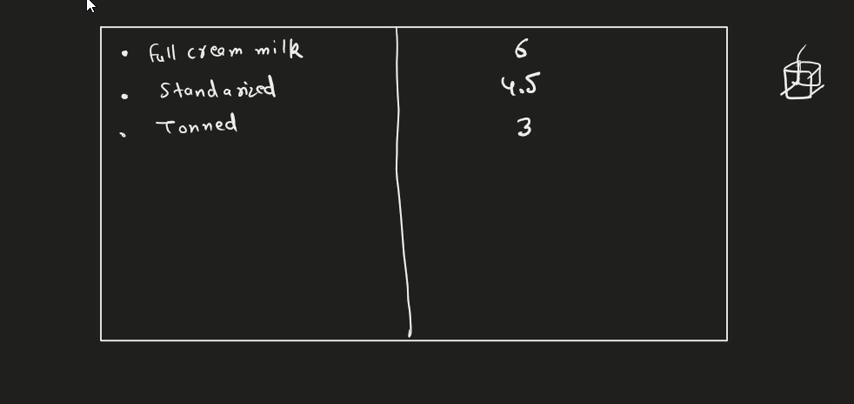 • Full cream milk 6
• Standarized 4.5
• Tonned 3